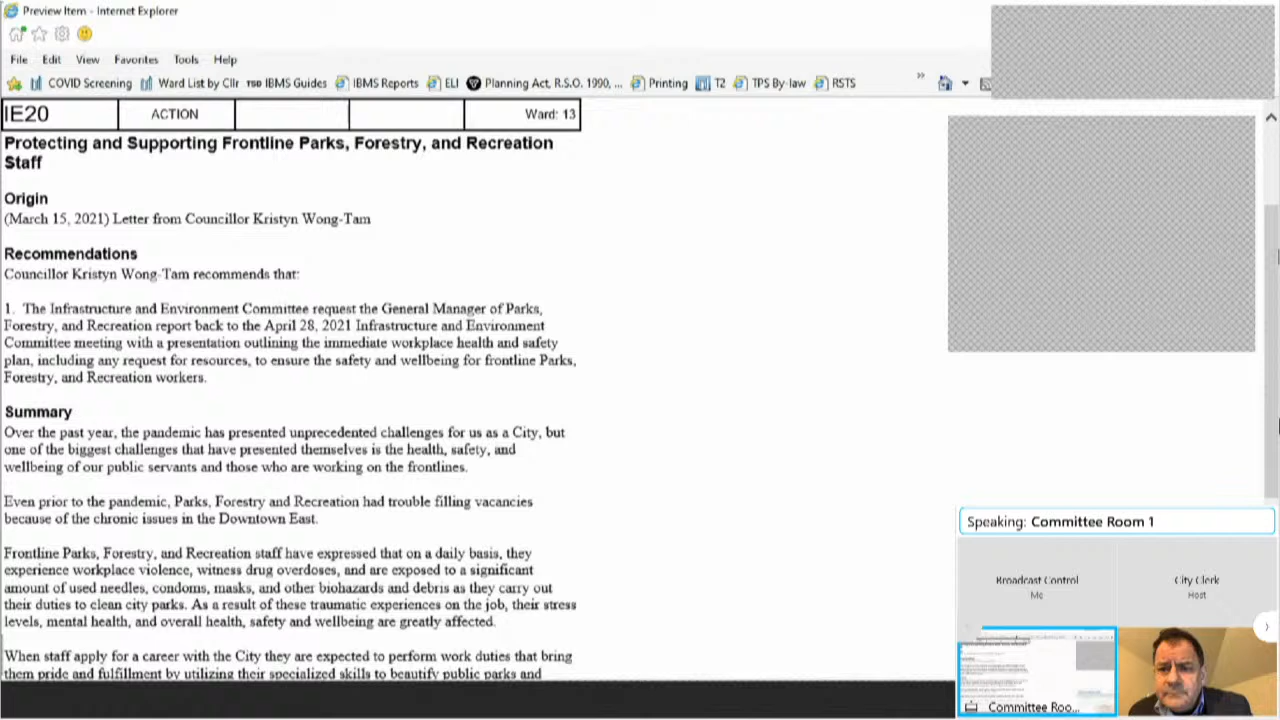 Preview Item - Internet Explorer
File Edit View Favorites Tools Help
COVID Screening Ward List by Cllr TSD IBMS Guides IBMS Reports ELI Planning Act, R.S.O. 1990, ... Printing T2 TPS By-law RSTS
IE20 ACTION Ward: 13
Protecting and Supporting Frontline Parks, Forestry, and Recreation
Staff
Origin
(March 15, 2021) Letter from Councillor Kristyn Wong-Tam
Recommendations
Councillor Kristyn Wong-Tam recommends that:
1. The Infrastructure and Environment Committee request the General Manager of Parks,
Forestry, and Recreation report back to the April 28, 2021 Infrastructure and Environment
Committee meeting with a presentation outlining the immediate workplace health and safety
plan, including any request for resources, to ensure the safety and wellbeing for frontline Parks,
Forestry, and Recreation workers.
Summary
Over the past year, the pandemic has presented unprecedented challenges for us as a City, but
one of the biggest challenges that have presented themselves is the health, safety, and
wellbeing of our public servants and those who are working on the frontlines.
Even prior to the pandemic, Parks, Forestry and Recreation had trouble filling vacancies
because of the chronic issues in the Downtown East.
Frontline Parks, Forestry, and Recreation staff have expressed that on a daily basis, they
experience workplace violence, witness drug overdoses, and are exposed to a significant
amount of used needles, condoms, masks, and other biohazards and debris as they carry out
their duties to clean city parks. As a result of these traumatic experiences on the job, their stress
levels, mental health, and overall health, safety and wellbeing are greatly affected.
When staff apply for a career with the City and are expected to perform work duties that bring
them pride and fulfillment by utilizing their gardening skills to beautify public parks and
Speaking: Committee Room 1
Broadcast Control
Me
City Clerk
Host
Committee Roo...